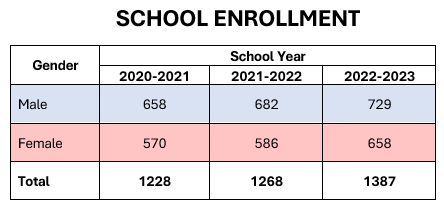 SCHOOL ENROLLMENT
Gender School Year
2020-2021 2021-2022 2022-2023
Male 658 682 729
Female 570 586 658
Total 1228 1268 1387